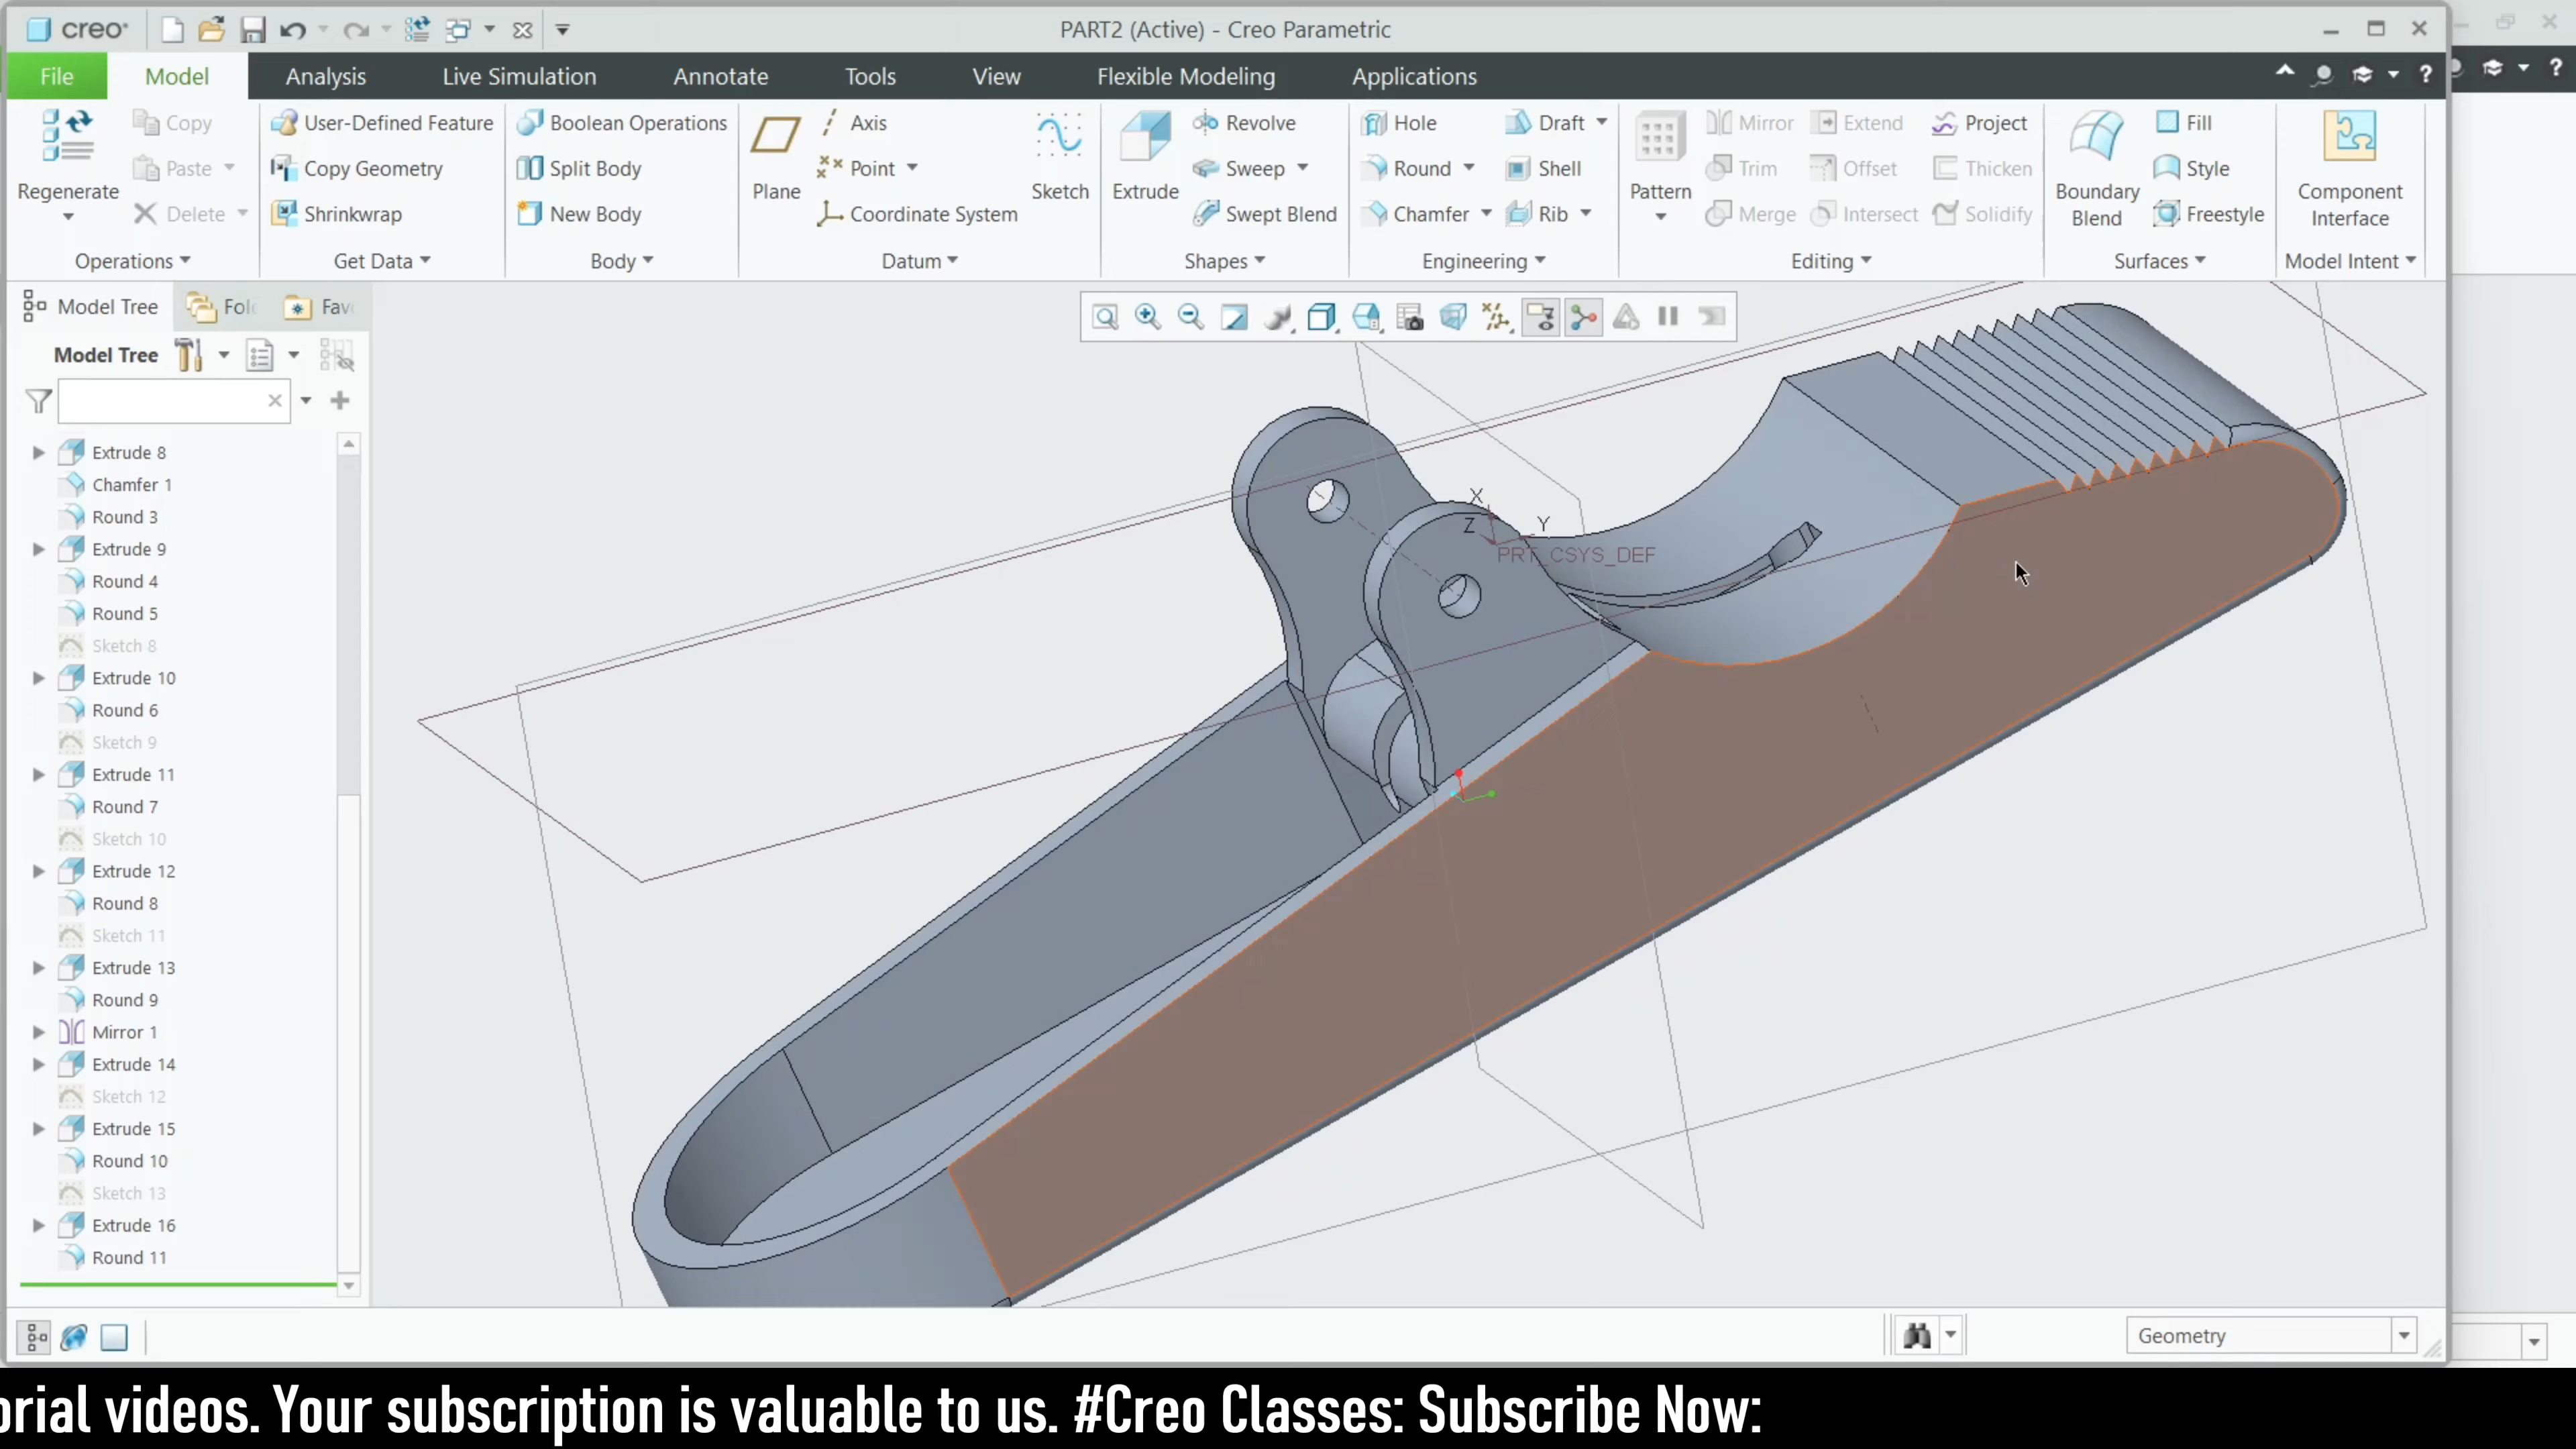 creo
PART2 (Active) - Creo Parametric
File
Model
Analysis
Live Simulation
Annotate
Tools
View
Flexible Modeling
Applications
Regenerate
Copy
Paste
Delete
Operations
User-Defined Feature
Copy Geometry
Shrinkwrap
Get Data
Boolean Operations
Split Body
New Body
Body
Plane
Axis
Point
Coordinate System
Sketch
Datum
Extrude
Revolve
Sweep
Swept Blend
Shapes
Hole
Round
Chamfer
Draft
Shell
Rib
Engineering
Pattern
Mirror
Trim
Merge
Extend
Offset
Intersect
Project
Thicken
Solidify
Editing
Boundary
Blend
Fill
Style
Freestyle
Surfaces
Component
Interface
Model Intent
Model Tree
Fol
Fav
Model Tree
Extrude 8
Chamfer 1
Round 3
Extrude 9
Round 4
Round 5
Sketch 8
Extrude 10
Round 6
Sketch 9
Extrude 11
Round 7
Sketch 10
Extrude 12
Round 8
Sketch 11
Extrude 13
Round 9
Mirror 1
Extrude 14
Sketch 12
Extrude 15
Round 10
Sketch 13
Extrude 16
Round 11
X
Z
Y
PRT_CSYS_DEF
Geometry
orial videos. Your subscription is valuable to us. #Creo Classes: Subscribe Now: